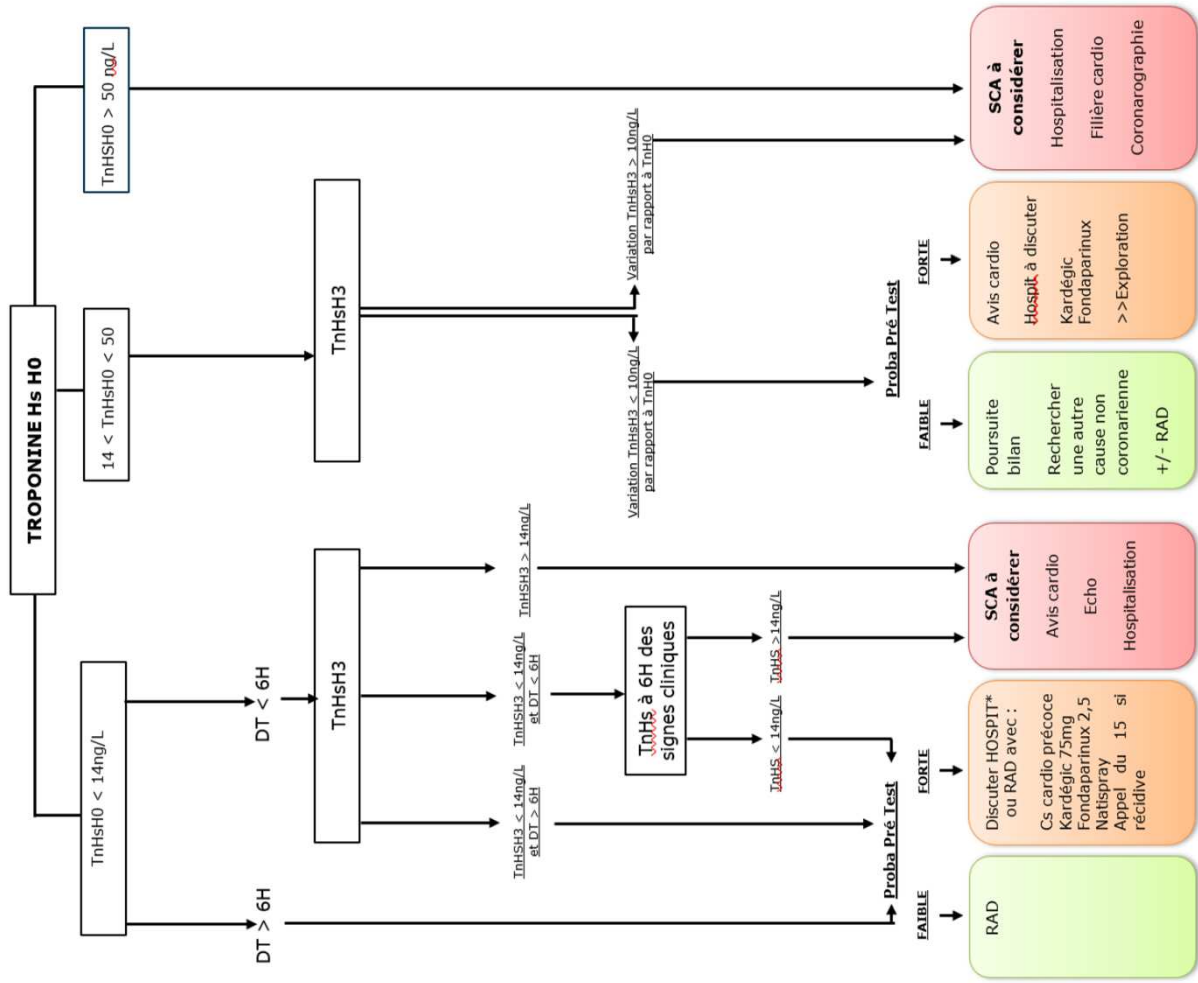 TROPONINE Hs H0
TnHsH0 < 14ng/L
14 < TnHsH0 < 50
TnHSH0 > 50 ng/L
DT > 6H
DT < 6H
TnHsH3
TnHsH3
TnHSH3 < 14ng/L
et DT > 6H
TnHSH3 < 14ng/L
et DT < 6H
TnHSH3 > 14ng/L
TnHs à 6H des
signes cliniques
TnHS < 14ng/L
TnHS >14ng/L
Variation TnHsH3 < 10ng/L
par rapport à TnH0
Variation TnHsH3 > 10ng/L
par rapport à TnH0
Proba Pré Test
Proba Pré Test
FAIBLE
FORTE
FAIBLE
FORTE
RAD
Discuter HOSPIT*
ou RAD avec :
Cs cardio précoce
Kardégic 75mg
Fondaparinux 2,5
Natispray
Appel du 15 si
récidive
SCA à
considérer
Avis cardio
Echo
Hospitalisation
Poursuite
bilan
Rechercher
une autre
cause non
coronarienne
+/- RAD
Avis cardio
Hospit à discuter
Kardégic
Fondaparinux
>>Exploration
SCA à
considérer
Hospitalisation
Filière cardio
Coronarographie